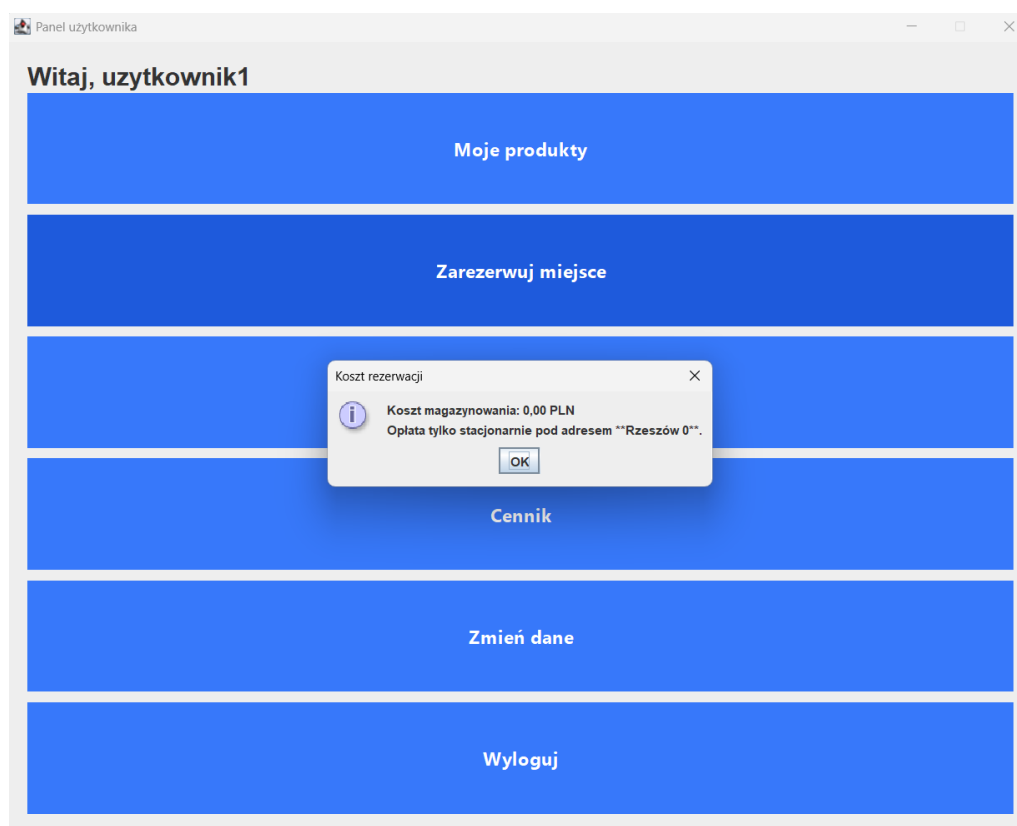 Panel użytkownika
Witaj, uzytkownik1
Moje produkty
Zarezerwuj miejsce
Koszt rezerwacji
Koszt magazynowania: 0,00 PLN
Opłata tylko stacjonarnie pod adresem **Rzeszów 0**.
OK
Cennik
Zmień dane
Wyloguj